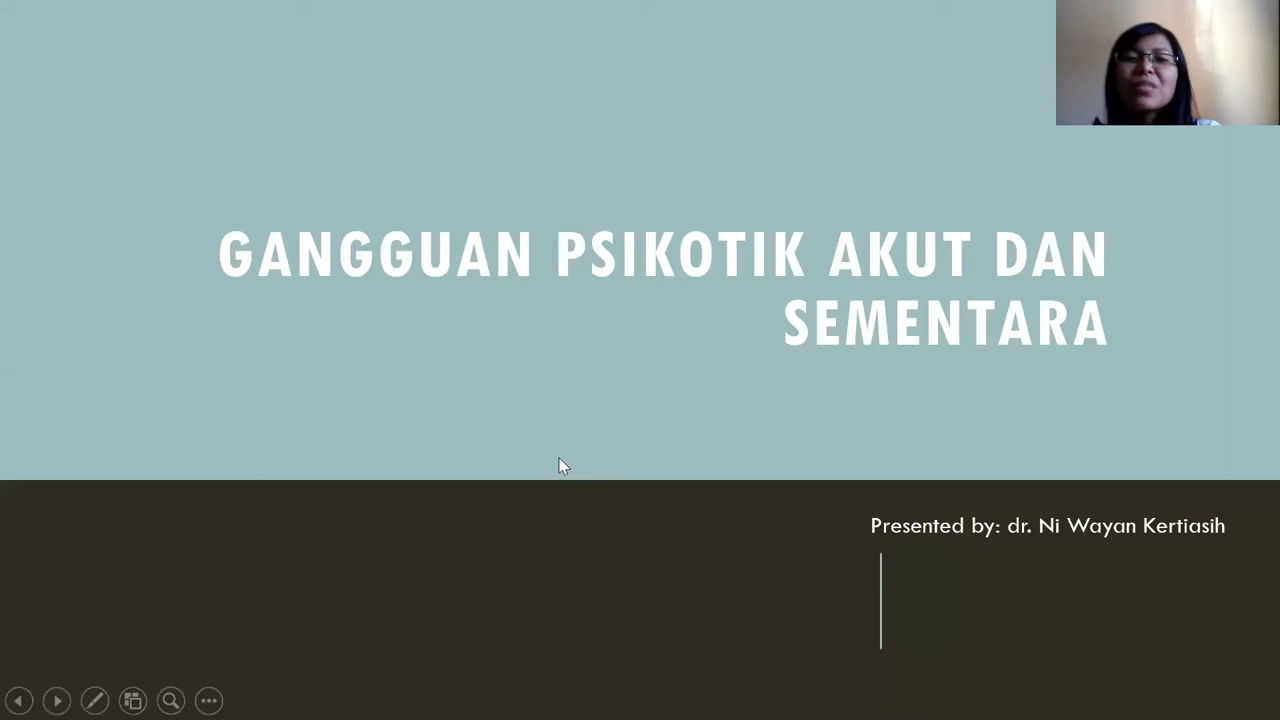 GANGGUAN PSIKOTIK AKUT DAN
SEMENTARA
Presented by: dr. Ni Wayan Kertiasih